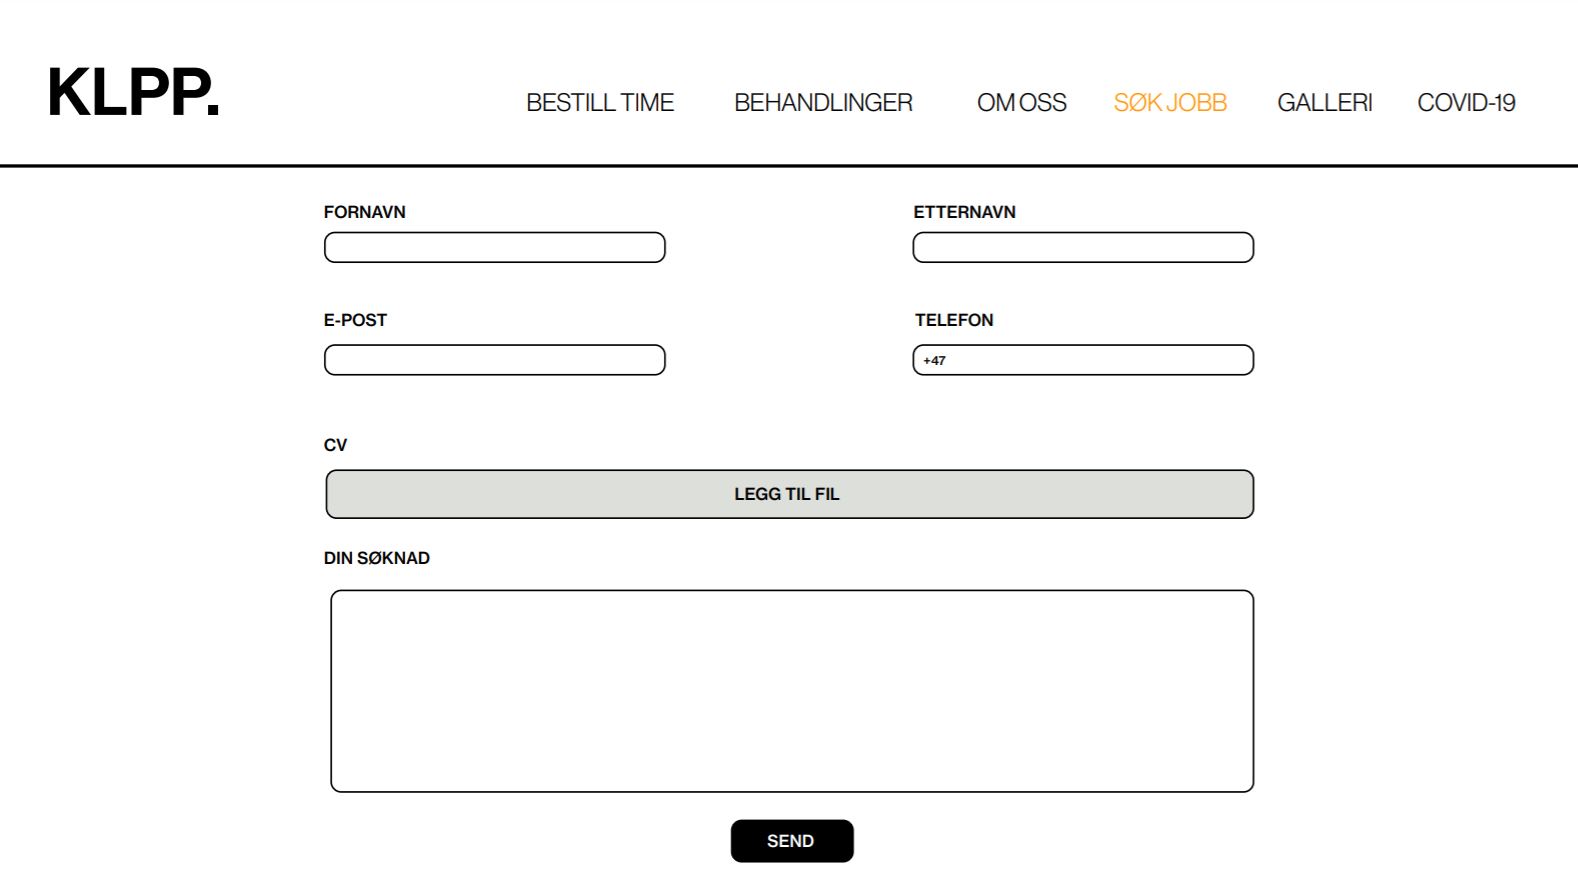 KLPP.
BESTILL TIME BEHANDLINGER OM OSS SØK JOBB GALLERI COVID-19
FORNAVN ETTERNAVN
E-POST TELEFON
+47
CV
LEGG TIL FIL
DIN SØKNAD
SEND